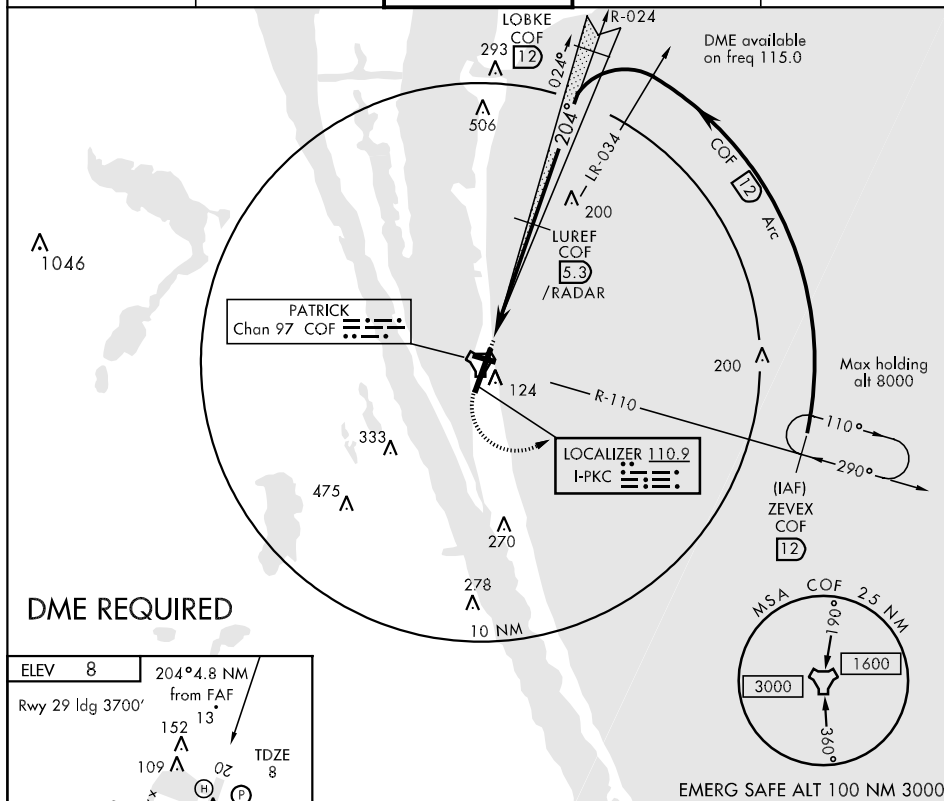 LOBKE
COF
12
293
506
R-024
024°
204°
LR-034
DME available
on freq 115.0
COF 12 Arc
200
LUREF
COF
5.3
/RADAR
1046
PATRICK
Chan 97 COF
124
R-110
200
Max holding
alt 8000
110°
290°
LOCALIZER 110.9
I-PKC
(IAF)
ZEVEX
COF
12
333
475
270
278
10 NM
DME REQUIRED
MSA COF 25 NM
190°
1600
3000
360°
EMERG SAFE ALT 100 NM 3000
ELEV 8
204° 4.8 NM
from FAF
Rwy 29 ldg 3700'
13
152
109
20
TDZE
8
H
P